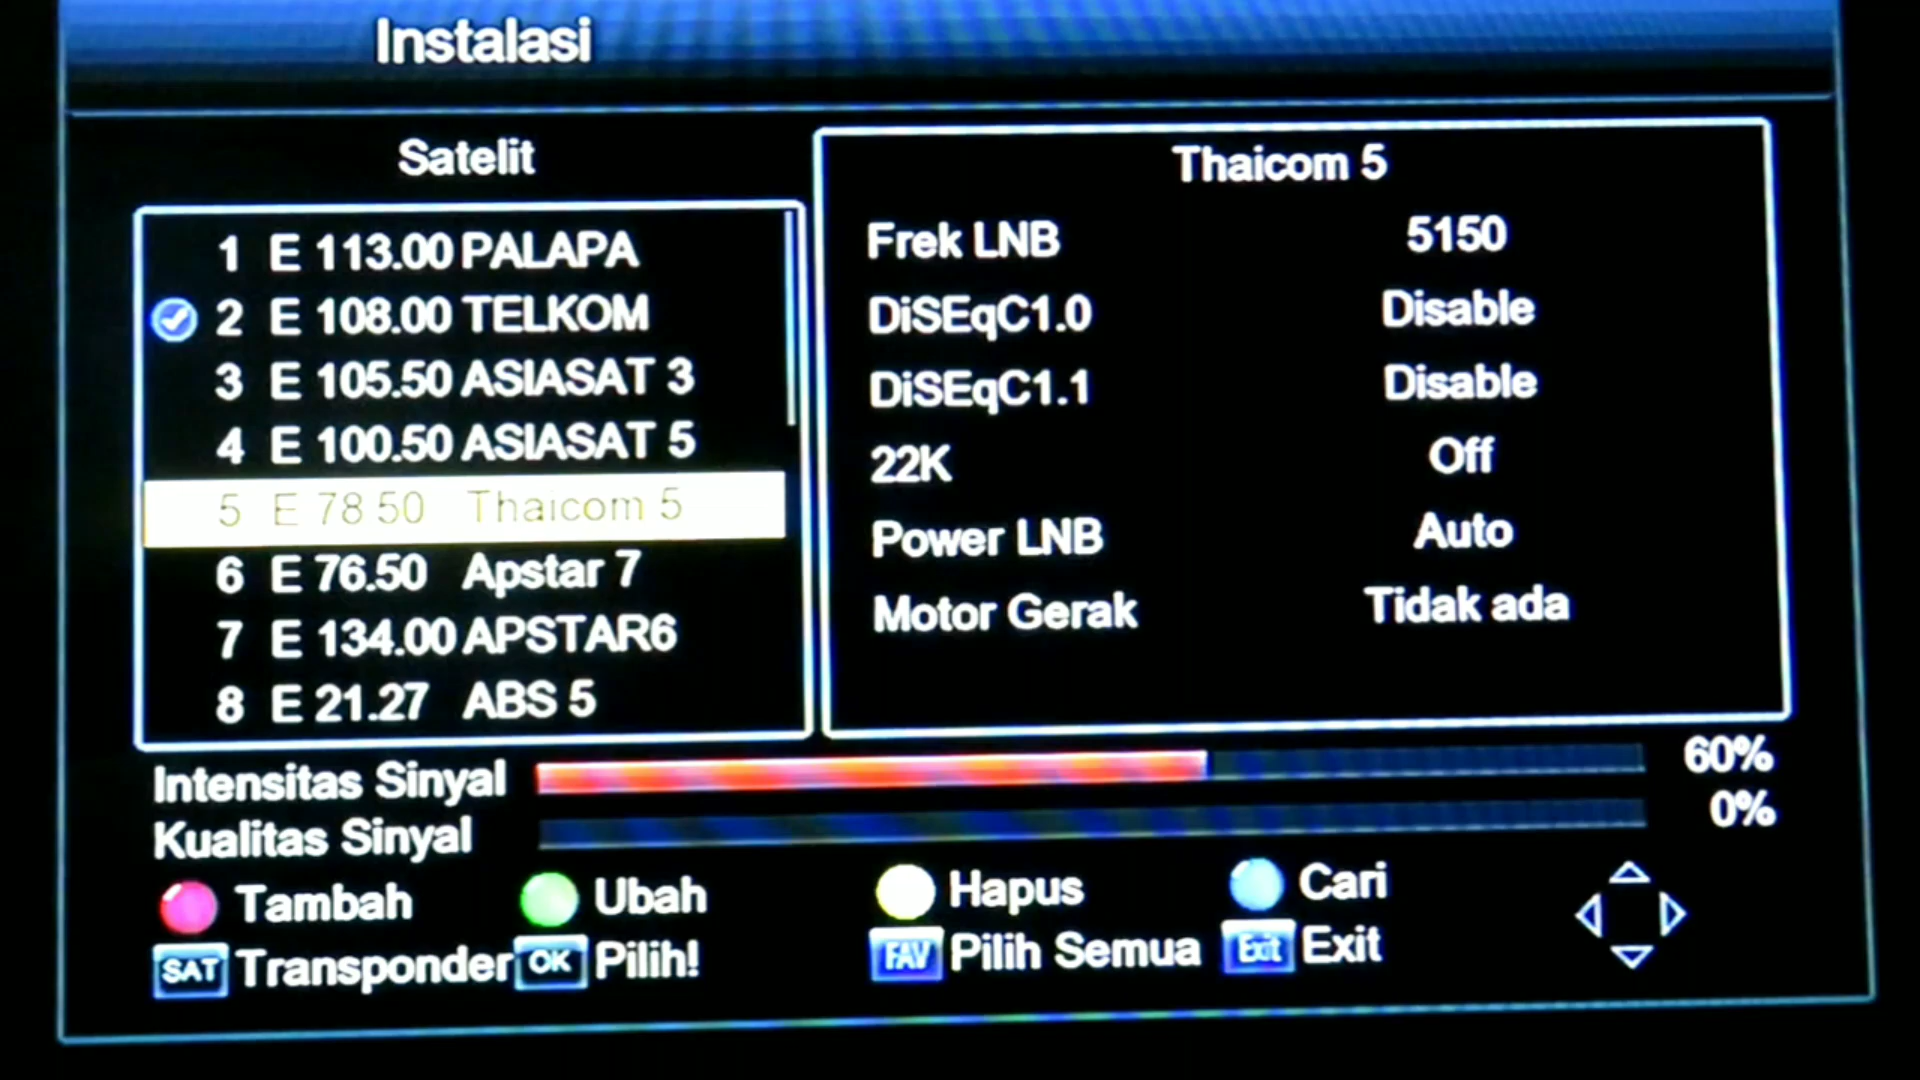 Instalasi
Satelit
1 E 113.00 PALAPA
2 E 108.00 TELKOM
3 E 105.50 ASIASAT 3
4 E 100.50 ASIASAT 5
5 E 78 50 Thaicom 5
6 E 76.50 Apstar 7
7 E 134.00 APSTAR6
8 E 21.27 ABS 5
Thaicom 5
Frek LNB 5150
DiSEqC1.0 Disable
DiSEqC1.1 Disable
22K Off
Power LNB Auto
Motor Gerak Tidak ada
Intensitas Sinyal 60%
Kualitas Sinyal 0%
Tambah Ubah Hapus Cari
SAT Transponder OK Pilih! FAV Pilih Semua Exit Exit